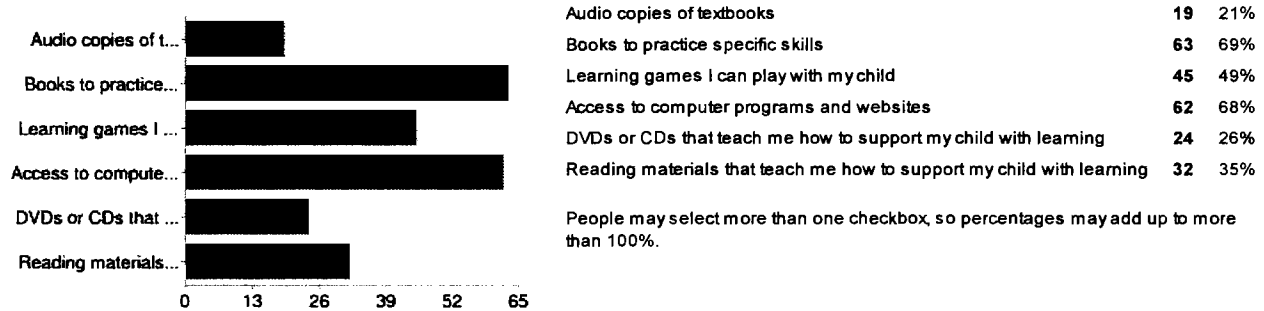 Audio copies of t...
Books to practice...
Learning games I ...
Access to compute...
DVDs or CDs that ...
Reading materials...
0 13 26 39 52 65
Audio copies of textbooks 19 21%
Books to practice specific skills 63 69%
Learning games I can play with my child 45 49%
Access to computer programs and websites 62 68%
DVDs or CDs that teach me how to support my child with learning 24 26%
Reading materials that teach me how to support my child with learning 32 35%
People may select more than one checkbox, so percentages may add up to more
than 100%.